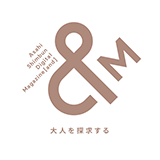 Asahi
Shimbun
Digital
Magazine[and]
&M
大人を探求する